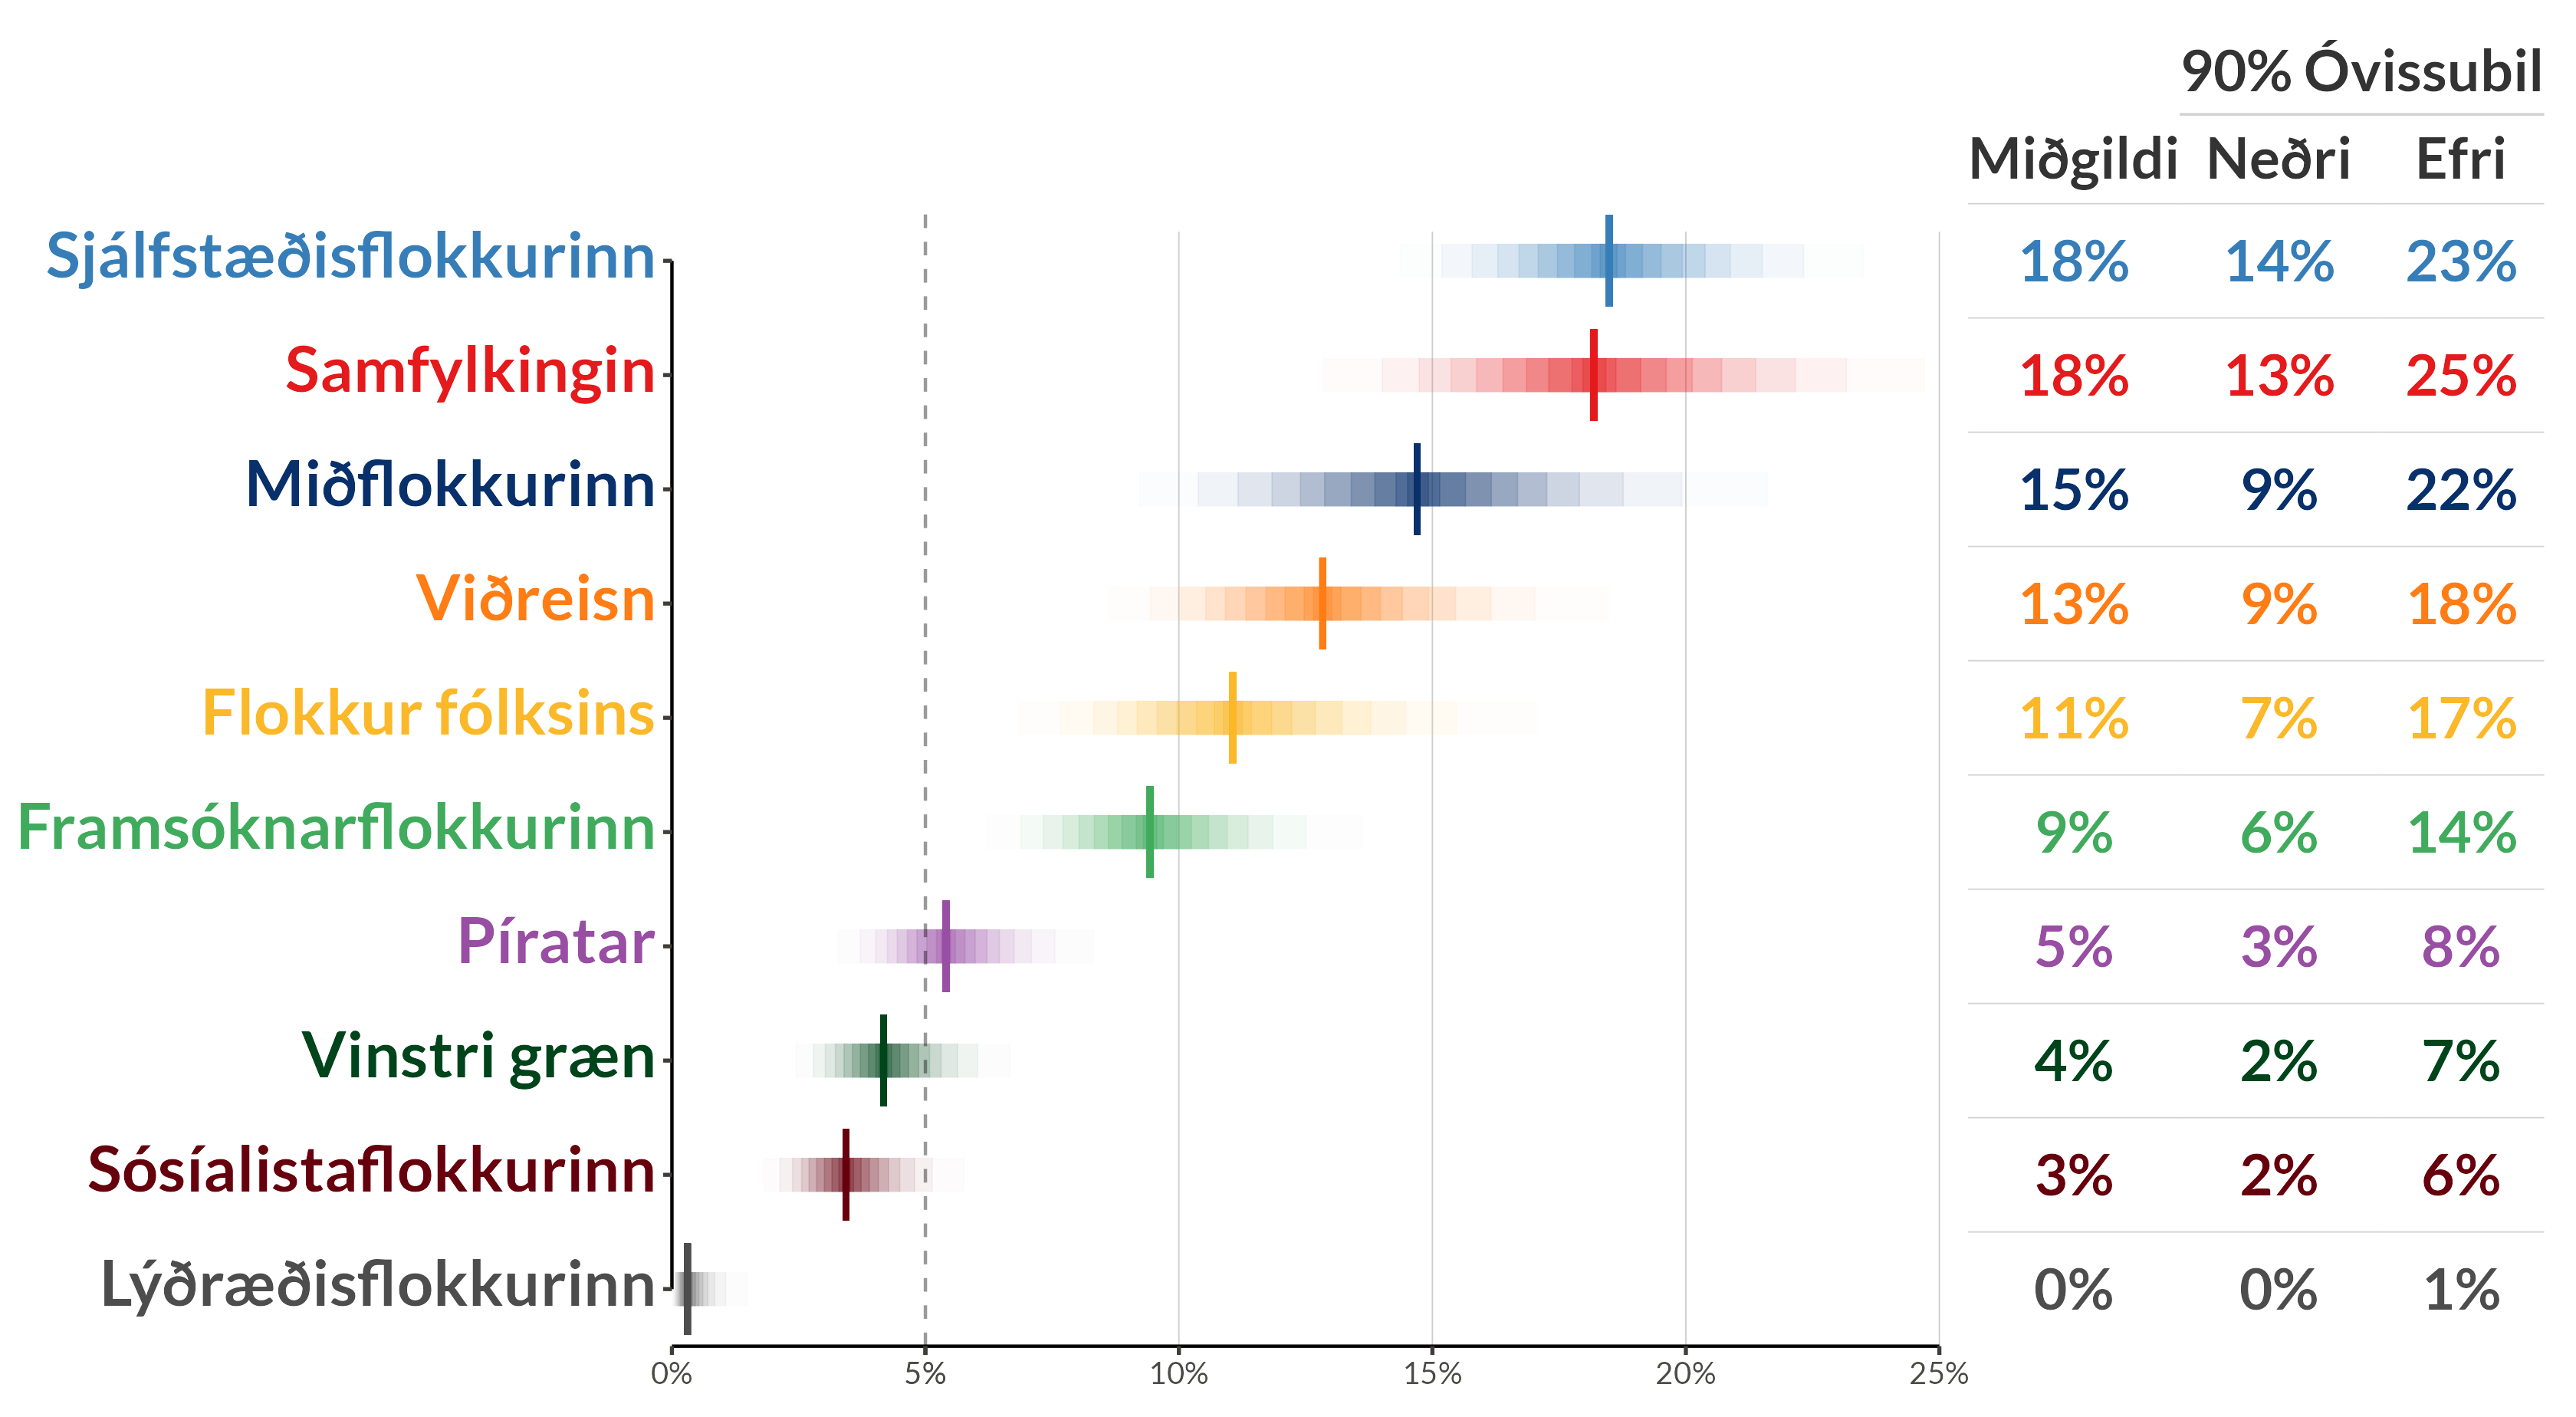 90% Óvissubil
Miðgildi Neðri Efri
Sjálfstæðisflokkurinn 18% 14% 23%
Samfylkingin 18% 13% 25%
Miðflokkurinn 15% 9% 22%
Viðreisn 13% 9% 18%
Flokkur fólksins 11% 7% 17%
Framsóknarflokkurinn 9% 6% 14%
Píratar 5% 3% 8%
Vinstri græn 4% 2% 7%
Sósíalistaflokkurinn 3% 2% 6%
Lýðræðisflokkurinn 0% 0% 1%
0% 5% 10% 15% 20% 25%